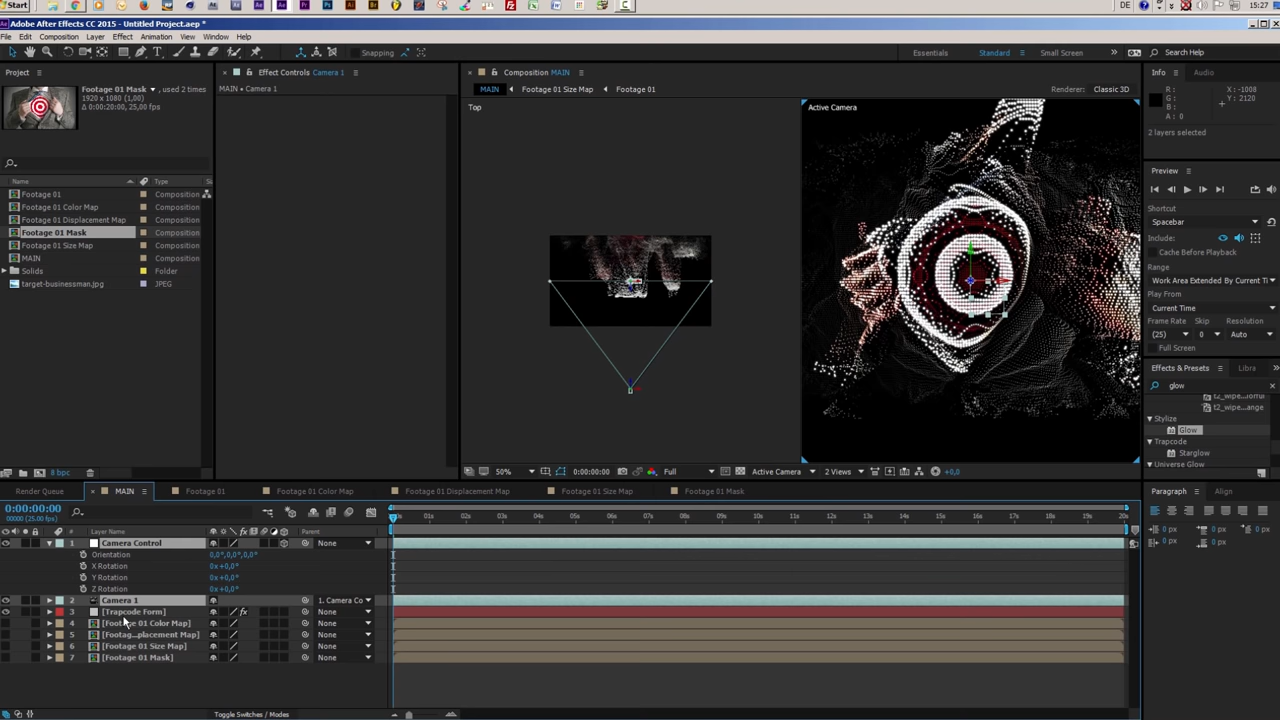 Start
DE
15:27
Adobe After Effects CC 2015 - Untitled Project.aep *
File Edit Composition Layer Effect Animation View Window Help
Snapping
Essentials Standard Small Screen Search Help
Project
Effect Controls Camera 1
Composition MAIN
Info Audio
Footage 01 Mask , used 2 times
1920 x 1080 (1,00)
Δ 0:00:20:00, 25,00 fps
MAIN • Camera 1
MAIN Footage 01 Size Map Footage 01
Renderer: Classic 3D
Top
Active Camera
R:
G:
B:
A: 0
X: -1008
Y: 2120
2 layers selected
Name Type
Footage 01 Composition
Footage 01 Color Map Composition
Footage 01 Displacement Map Composition
Footage 01 Mask Composition
Footage 01 Size Map Composition
MAIN Composition
Solids Folder
target-businessman.jpg JPEG
Preview
Shortcut
Spacebar
Include:
Cache Before Playback
Range
Work Area Extended By Current Ti
Play From
Current Time
Frame Rate Skip Resolution
(25) 0 Auto
Full Screen
Effects & Presets Libra
glow
t2_wipe...ange
Stylize
Glow
Trapcode
Starglow
Universe Glow
8 bpc
50% 0:00:00:00 Full Active Camera 2 Views +0,0
Render Queue MAIN Footage 01 Footage 01 Color Map Footage 01 Displacement Map Footage 01 Size Map Footage 01 Mask
0:00:00:00
00000 (25.00 fps)
01s 02s 03s 04s 05s 06s 07s 08s 09s 10s 11s 12s 13s 14s 15s 16s 17s 18s 19s 20s
# Layer Name Parent
1 Camera Control None
Orientation 0,0°,0,0°,0,0°
X Rotation 0x+0,0°
Y Rotation 0x+0,0°
Z Rotation 0x+0,0°
2 Camera 1 1. Camera Co
3 [Trapcode Form] None
4 [Footage 01 Color Map] None
5 [Footag...placement Map] None
6 [Footage 01 Size Map] None
7 [Footage 01 Mask] None
Toggle Switches / Modes
Paragraph Align
0 px 0 px 0 px
0 px 0 px